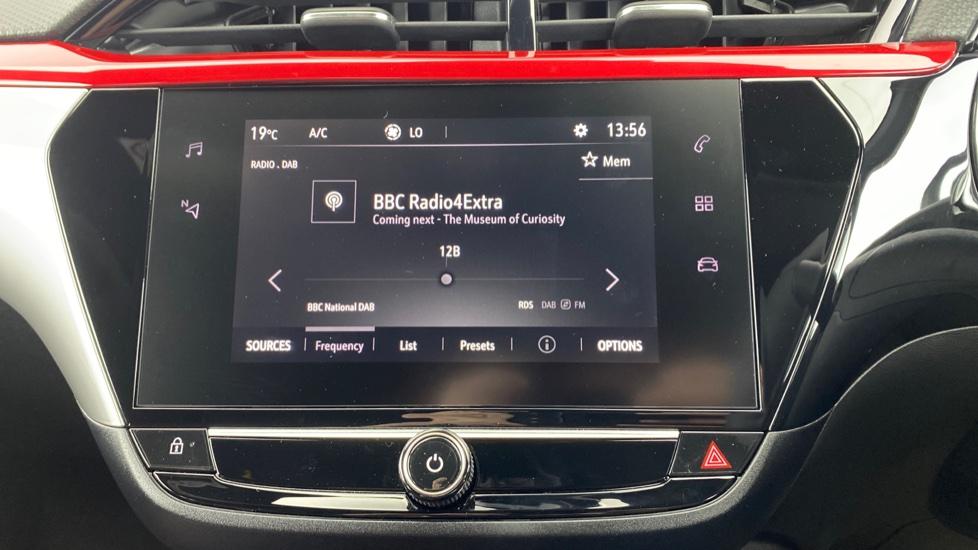 19°C A/C LO 13:56
RADIO . DAB
Mem
BBC Radio4Extra
Coming next - The Museum of Curiosity
12B
BBC National DAB
RDS DAB FM
SOURCES Frequency List Presets i OPTIONS
N